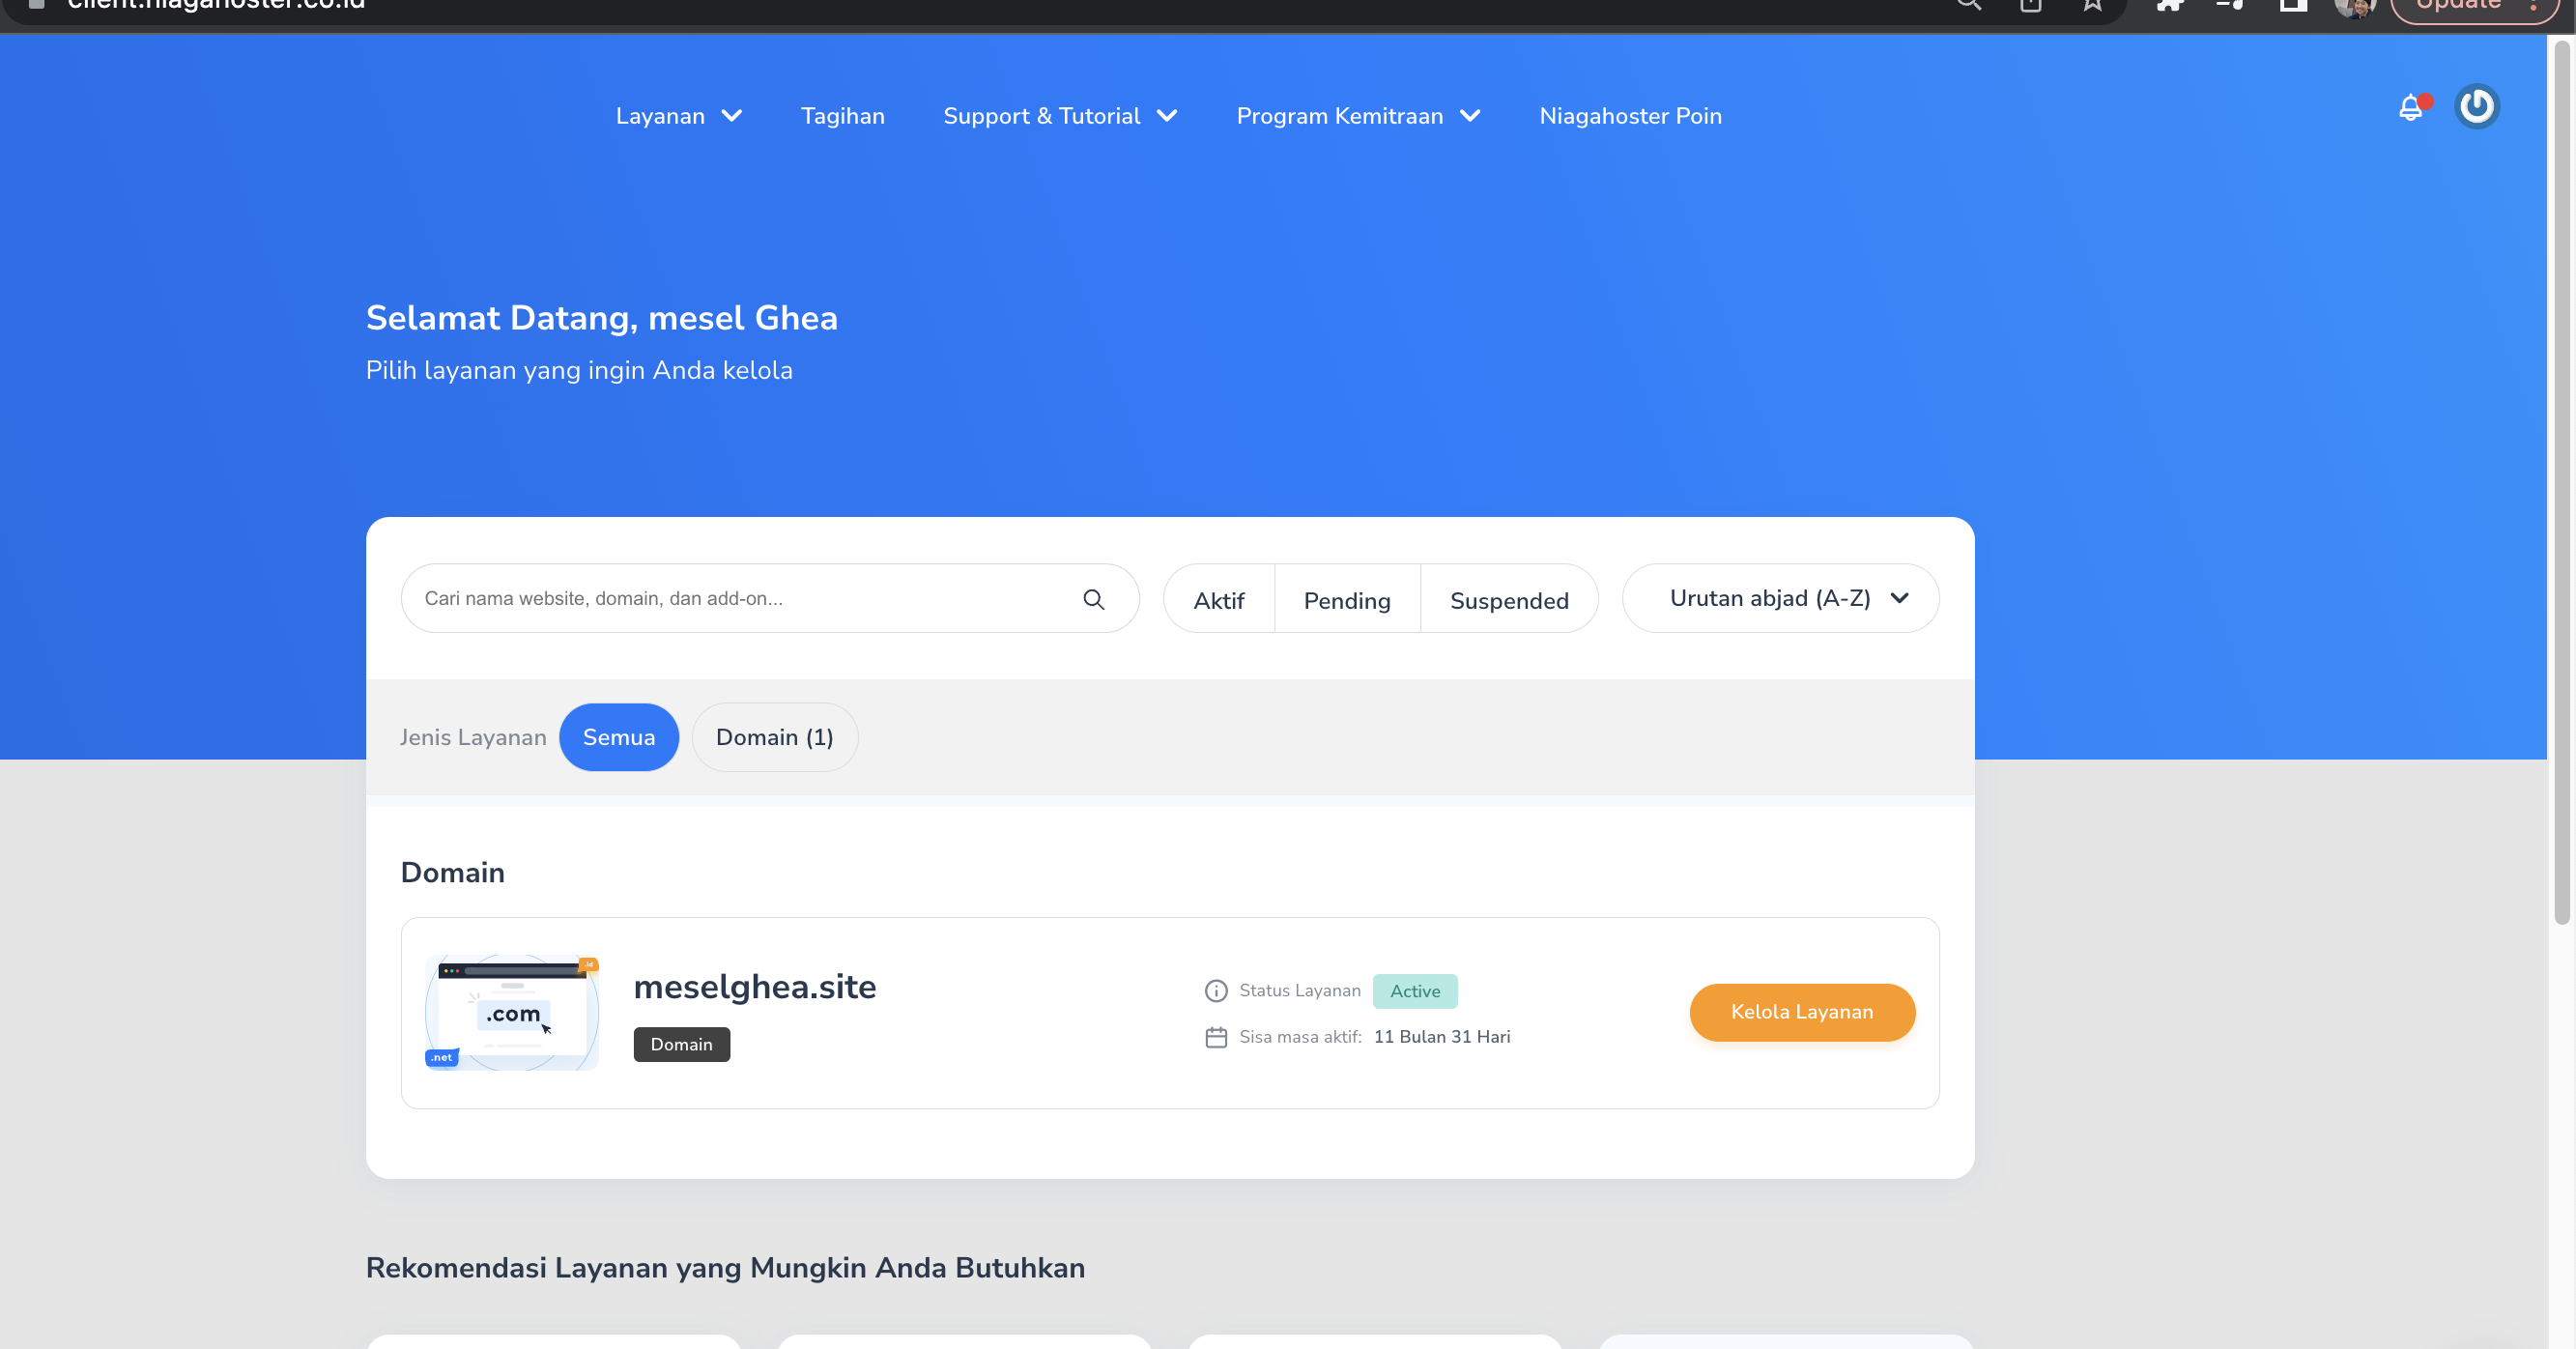 client.niagahoster.co.id
Update
Layanan
Tagihan
Support & Tutorial
Program Kemitraan
Niagahoster Poin
Selamat Datang, mesel Ghea
Pilih layanan yang ingin Anda kelola
Cari nama website, domain, dan add-on...
Aktif
Pending
Suspended
Urutan abjad (A-Z)
Jenis Layanan
Semua
Domain (1)
Domain
.id
.com
.net
meselghea.site
Domain
Status Layanan
Active
Sisa masa aktif:
11 Bulan 31 Hari
Kelola Layanan
Rekomendasi Layanan yang Mungkin Anda Butuhkan